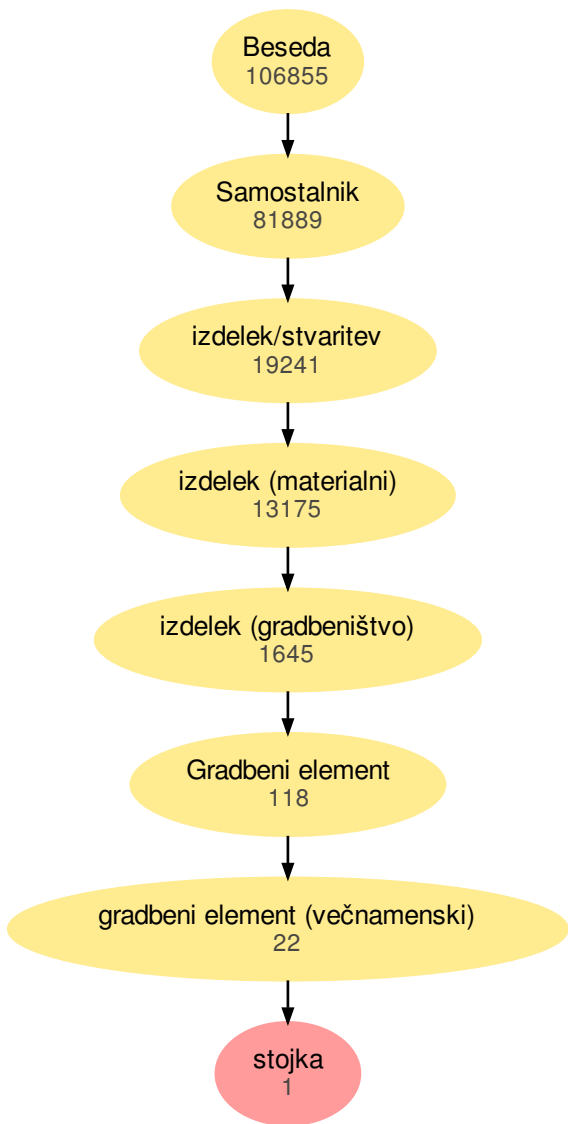 Beseda
106855
Samostalnik
81889
izdelek/stvaritev
19241
izdelek (materialni)
13175
izdelek (gradbeništvo)
1645
Gradbeni element
118
gradbeni element (večnamenski)
22
stojka
1